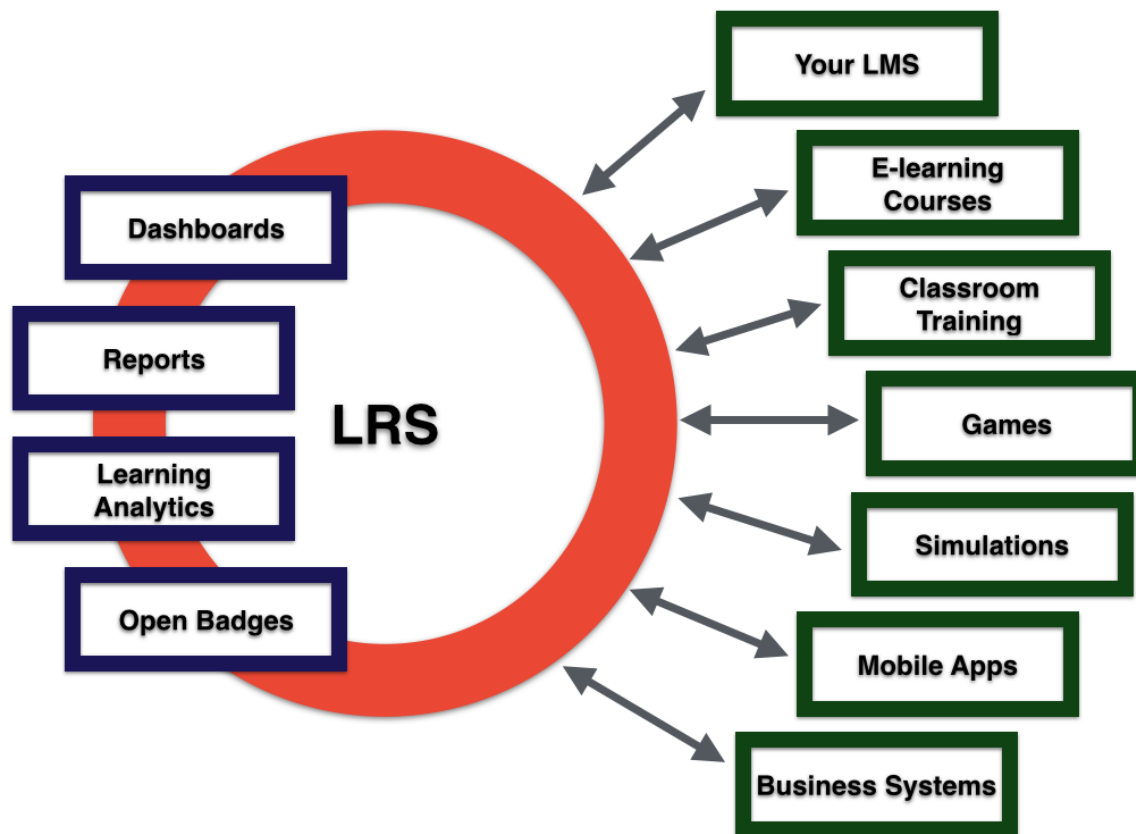 Your LMS
E-learning
Courses
Classroom
Training
Games
Simulations
Mobile Apps
Business Systems
LRS
Dashboards
Reports
Learning
Analytics
Open Badges